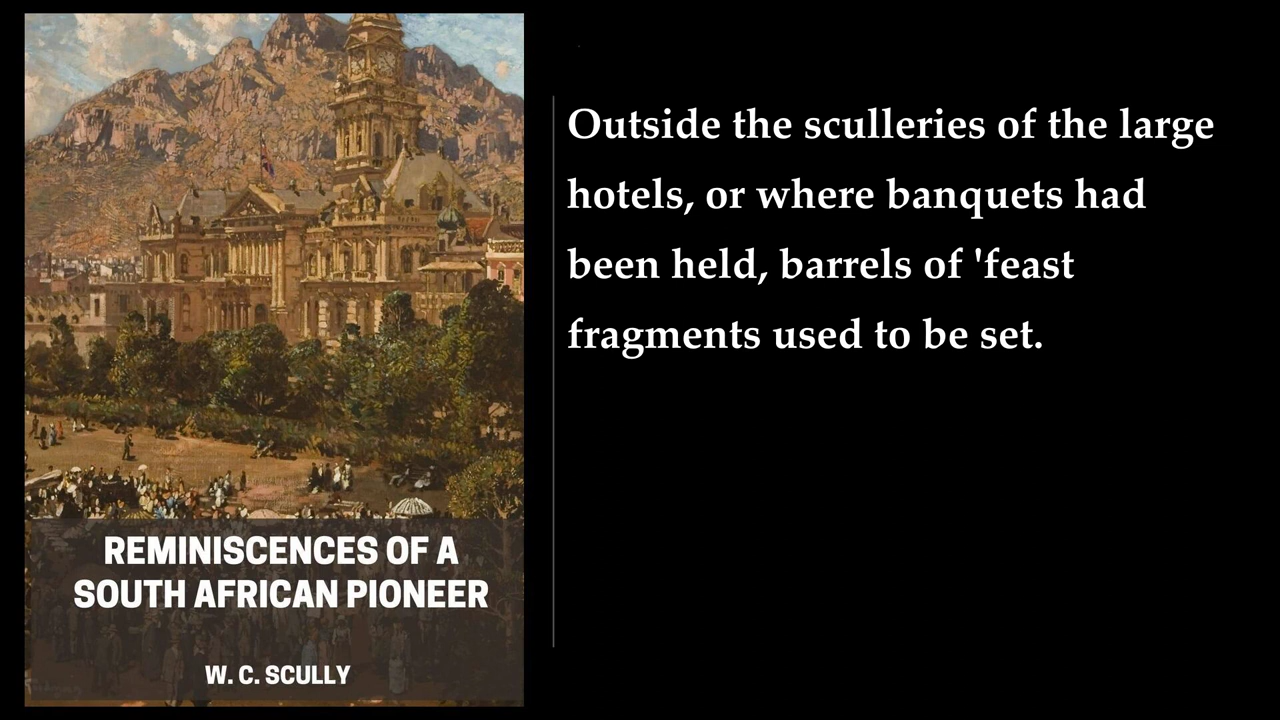 Outside the sculleries of the large
hotels, or where banquets had
been held, barrels of 'feast
fragments used to be set.
REMINISCENCES OF A
SOUTH AFRICAN PIONEER
W. C. SCULLY